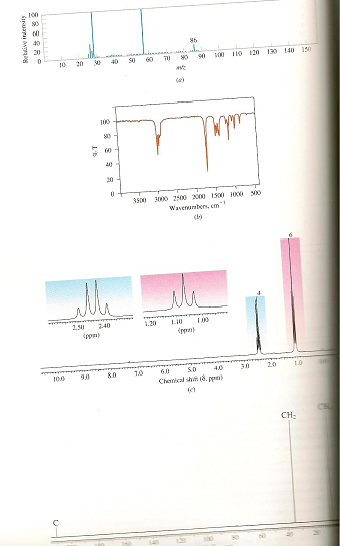 Relative intensity
100
80
60
40
20
0
86
10 20 30 40 50 60 70 80 90 100 110 120 130 140 150
m/z
(a)
100
80
60
40
20
0
% T
3500 3000 2500 2000 1500 1000 500
Wavenumbers, cm⁻¹
(b)
6
4
2.50 2.40
(ppm)
1.20 1.10 1.00
(ppm)
10.0 9.0 8.0 7.0 6.0 5.0 4.0 3.0 2.0 1.0
Chemical shift (δ, ppm)
(c)
CH₂
C